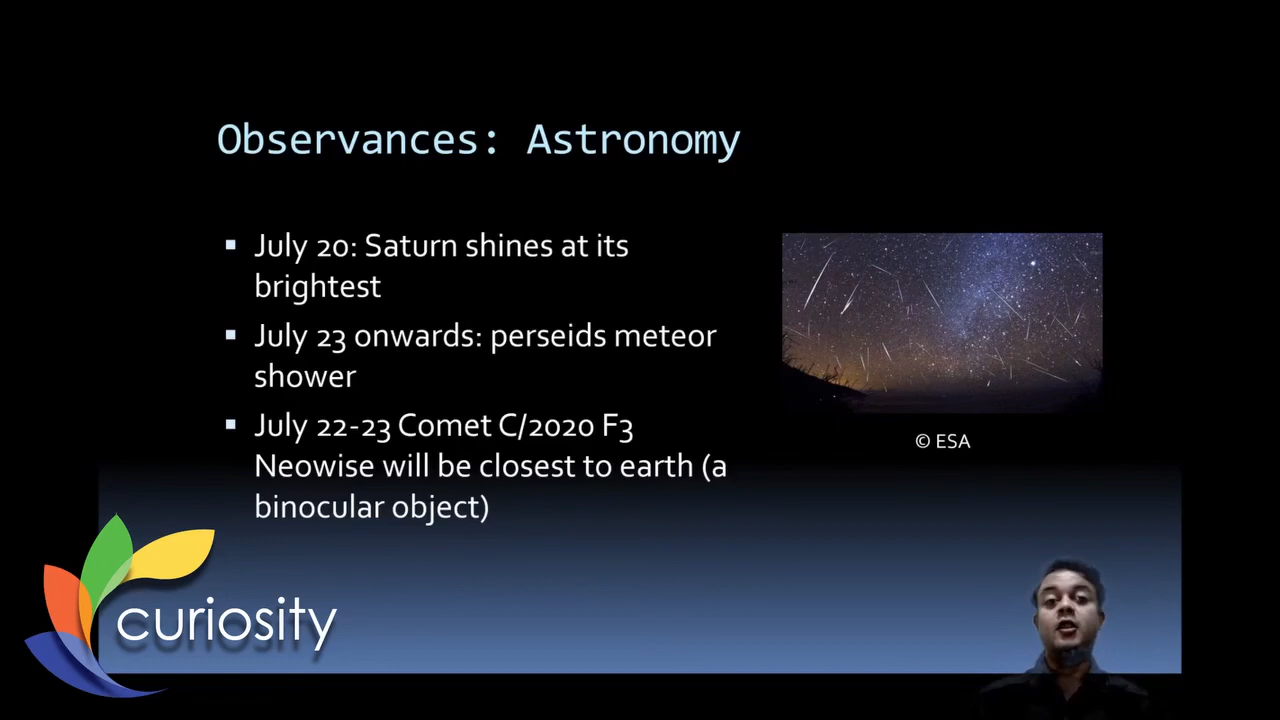 Observances: Astronomy
July 20: Saturn shines at its
brightest
July 23 onwards: perseids meteor
shower
July 22-23 Comet C/2020 F3
Neowise will be closest to earth (a
binocular object)
© ESA
curiosity